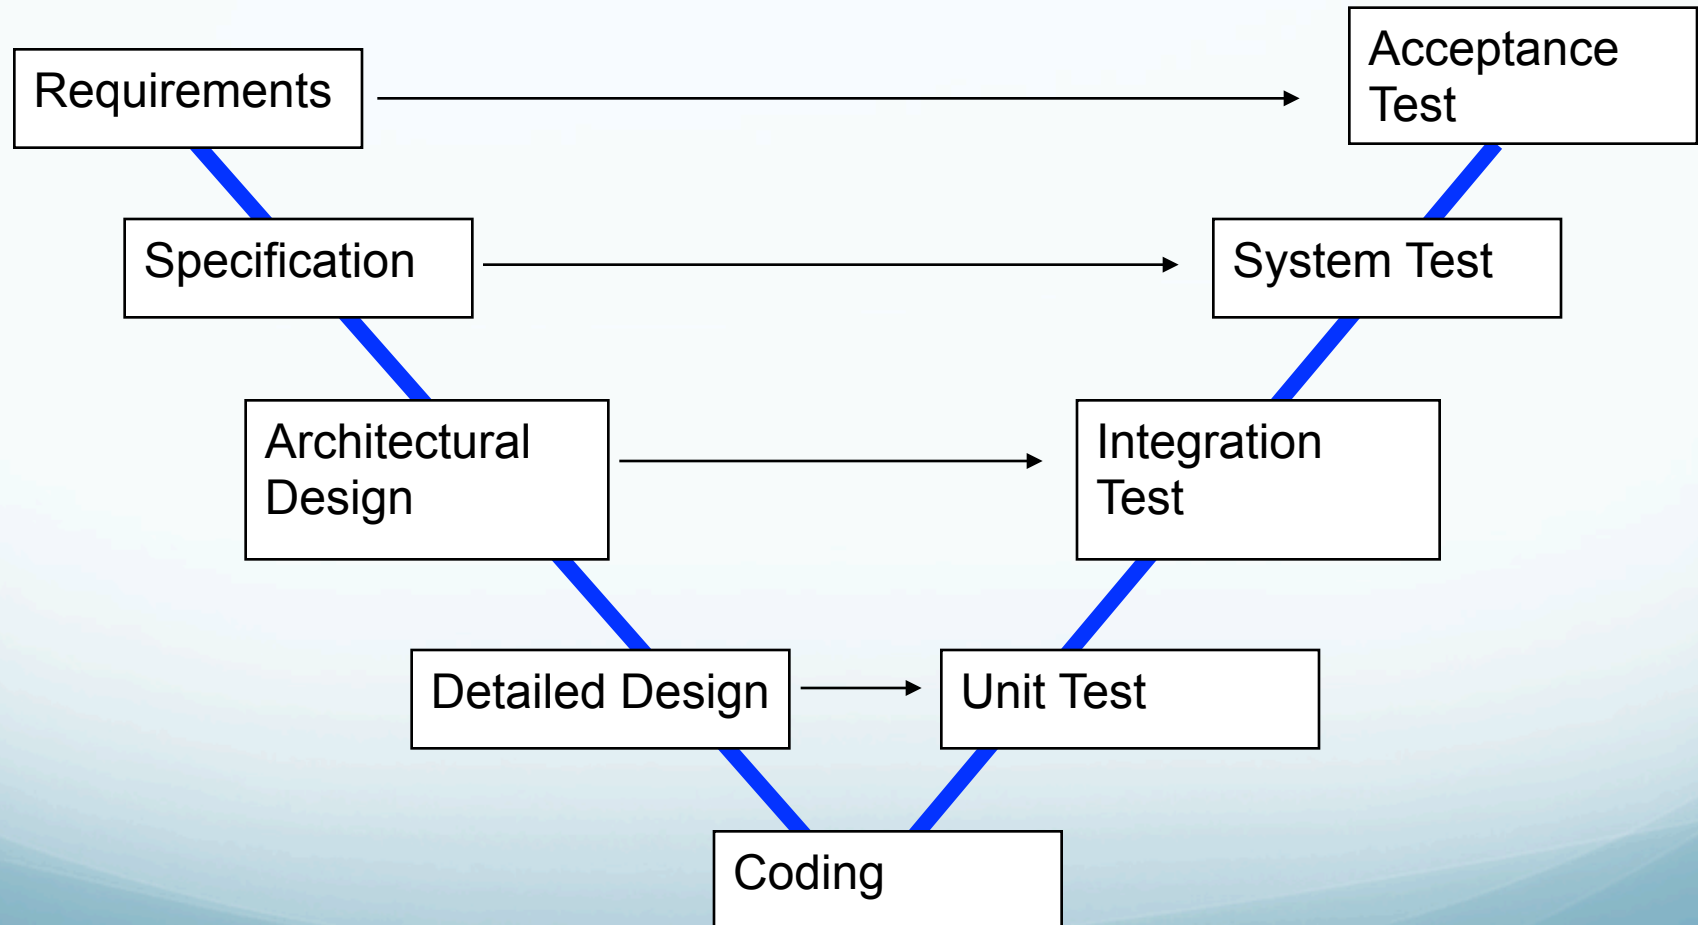 Requirements
Acceptance
Test
Specification
System Test
Architectural
Design
Integration
Test
Detailed Design
Unit Test
Coding